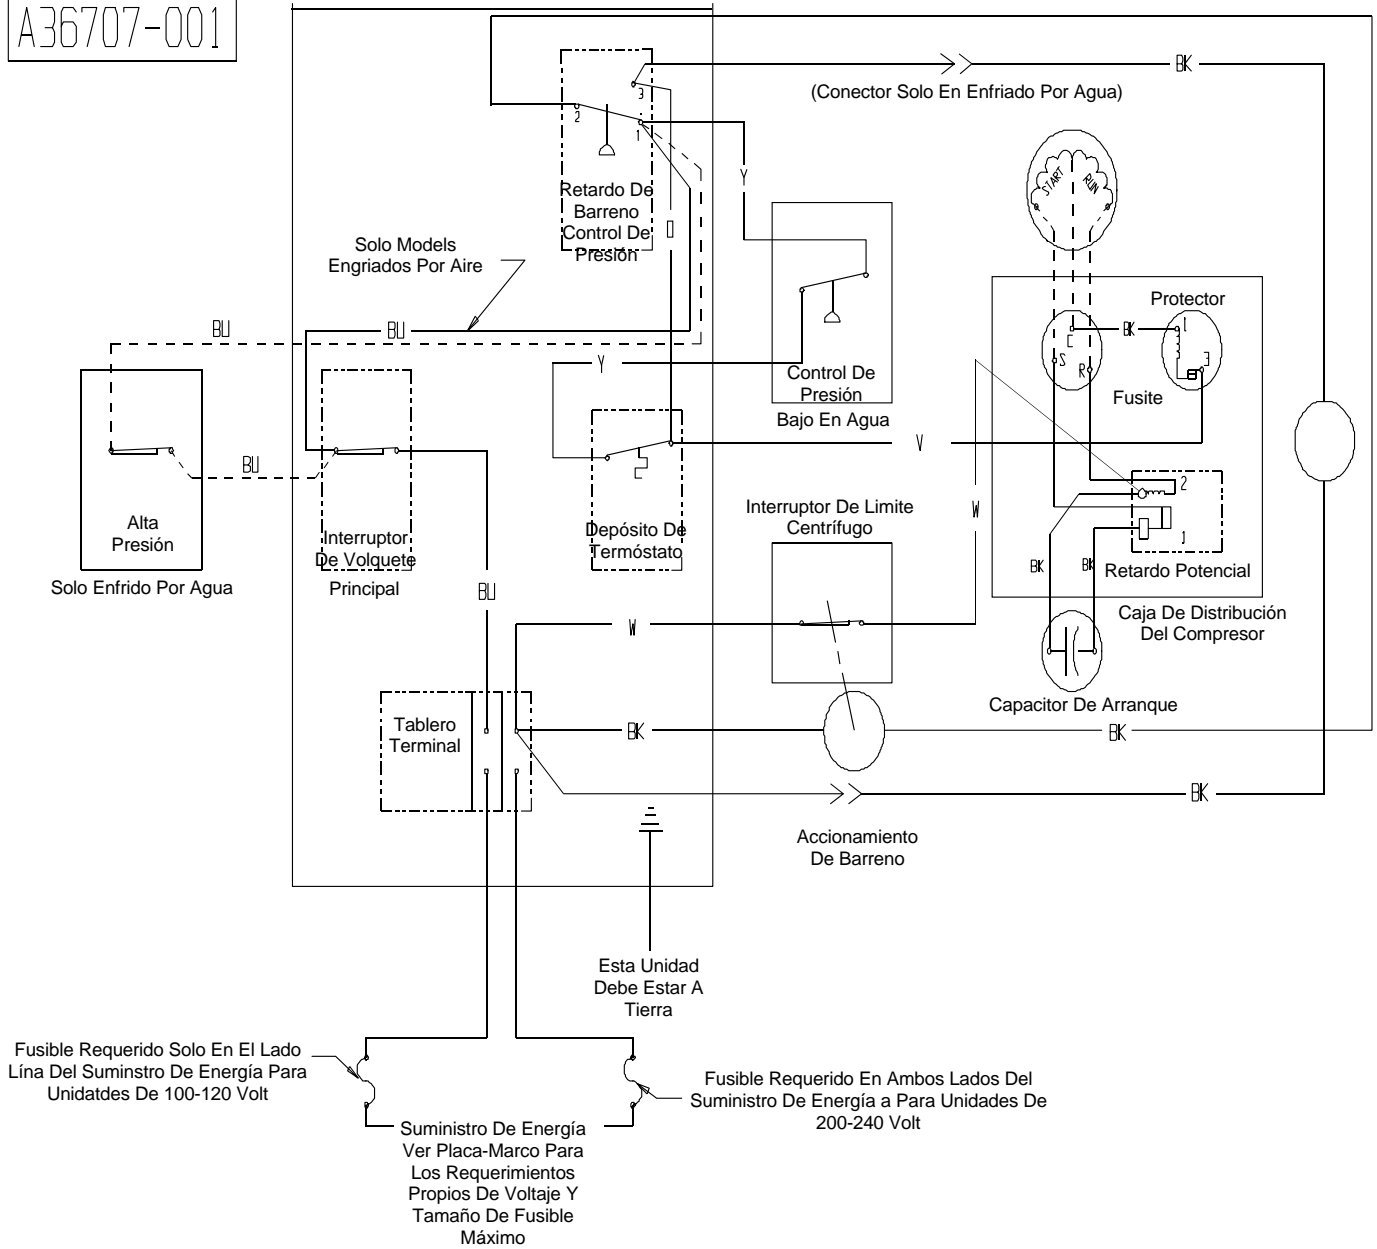 A36707-001
BK
(Conector Solo En Enfriado Por Agua)
3
2
1
Y
START
RUN
Retardo De
Barreno
Control De
Presión
O
Solo Models
Engriados Por Aire
BU
BU
Protector
C
BK
1
S
R
3
Fusite
Y
Control De
Presión
Bajo En Agua
V
BU
Alta
Presión
Solo Enfrido Por Agua
Interruptor
De Volquete
Principal
Depósito De
Termóstato
Interruptor De Limite
Centrífugo
W
2
1
BK
BK
Retardo Potencial
BU
W
Caja De Distribución
Del Compresor
Capacitor De Arranque
Tablero
Terminal
BK
BK
BK
Accionamiento
De Barreno
Esta Unidad
Debe Estar A
Tierra
Fusible Requerido Solo En El Lado
Lína Del Suminstro De Energía Para
Unidatdes De 100-120 Volt
Fusible Requerido En Ambos Lados Del
Suministro De Energía a Para Unidades De
200-240 Volt
Suministro De Energía
Ver Placa-Marco Para
Los Requerimientos
Propios De Voltaje Y
Tamaño De Fusible
Máximo